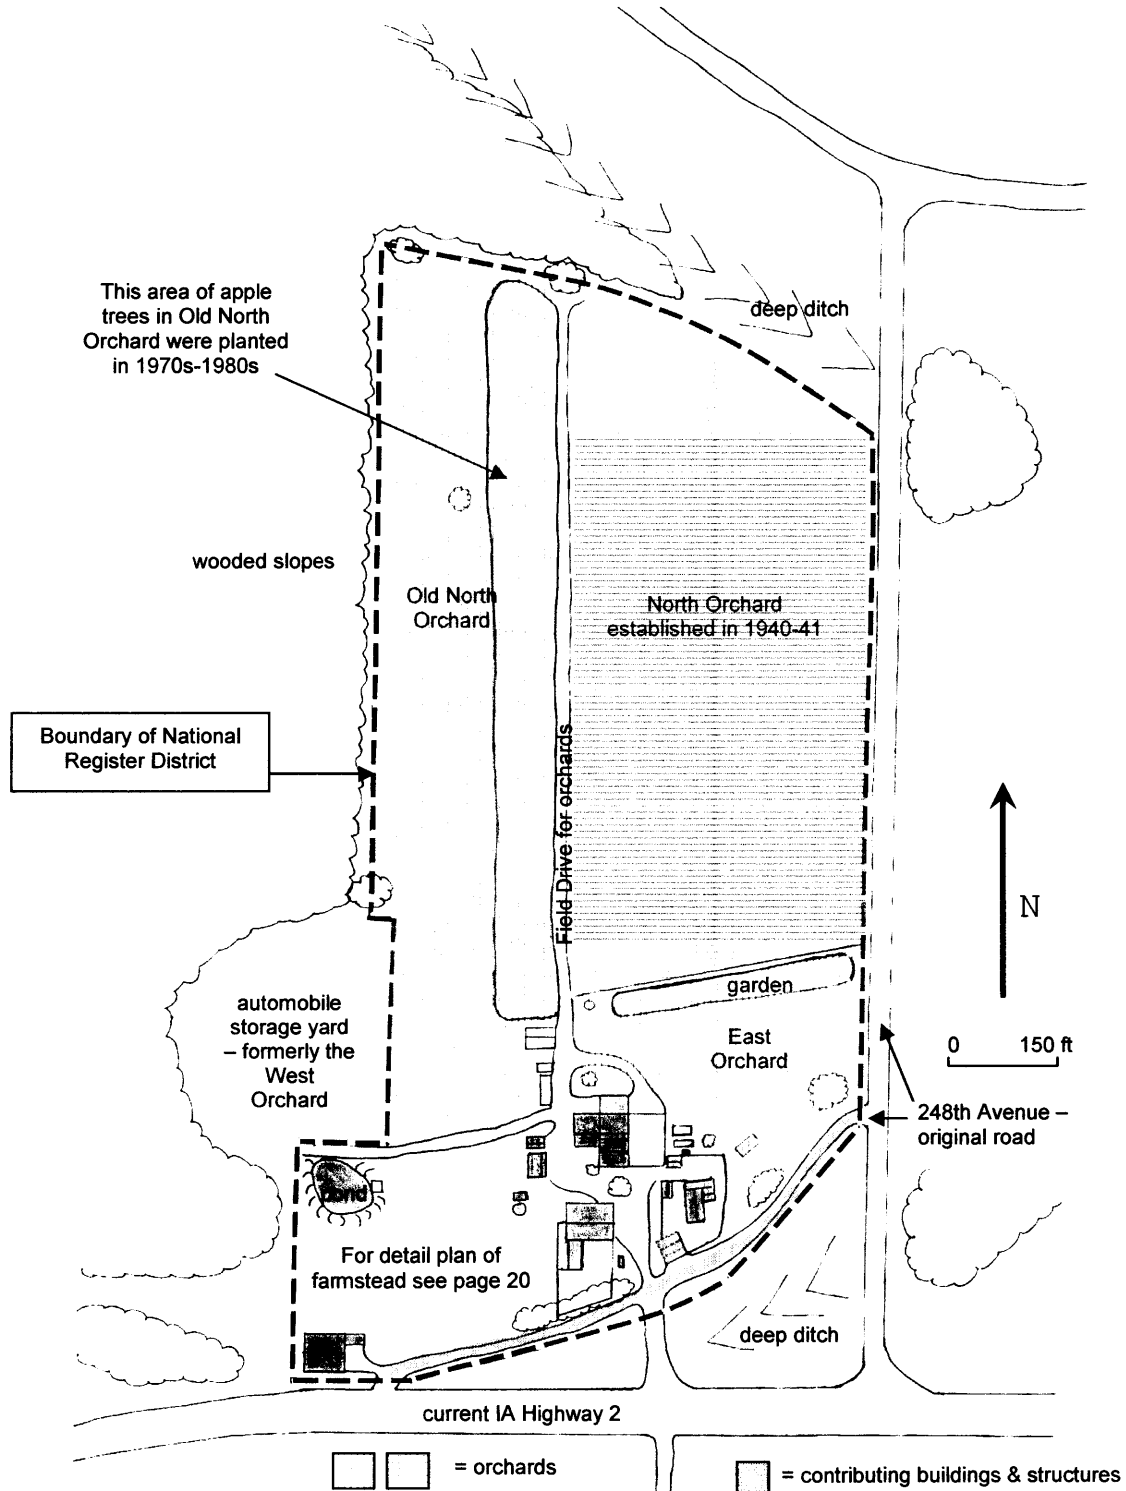 deep ditch
This area of apple
trees in Old North
Orchard were planted
in 1970s-1980s
wooded slopes
Old North
Orchard
North Orchard
established in 1940-41
Boundary of National
Register District
Field Drive for orchards
N
garden
automobile
storage yard
– formerly the
West
Orchard
East
Orchard
0 150 ft
248th Avenue –
original road
pond
For detail plan of
farmstead see page 20
deep ditch
current IA Highway 2
= orchards
= contributing buildings & structures